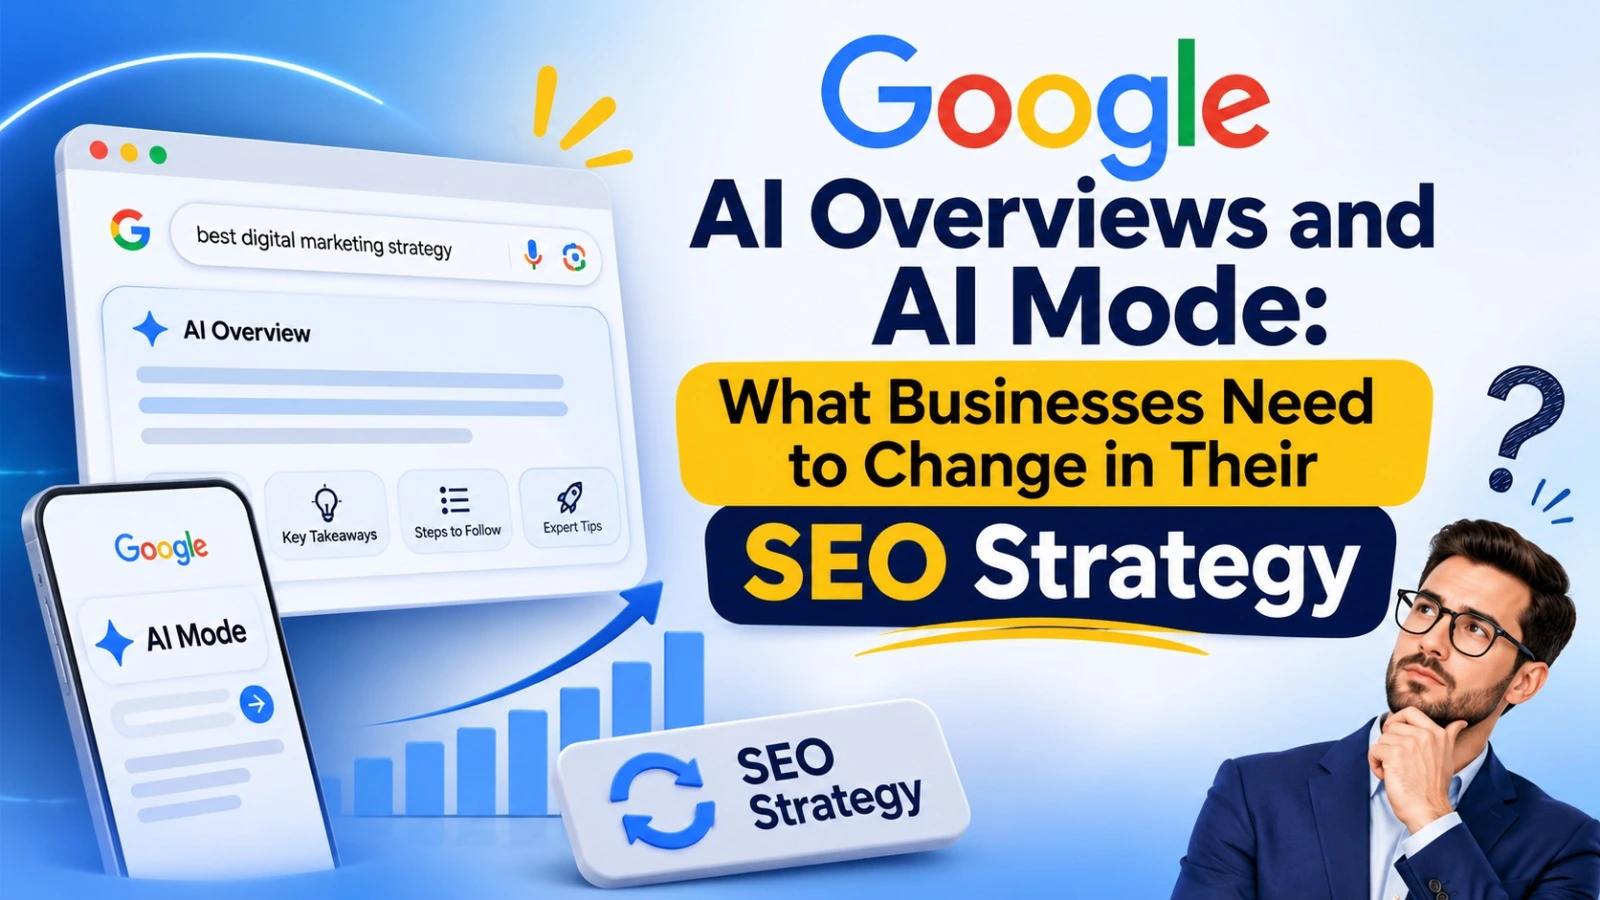 Google
AI Overviews and
AI Mode:
What Businesses Need
to Change in Their
SEO Strategy
G
best digital marketing strategy
AI Overview
Key Takeaways
Steps to Follow
Expert Tips
Google
AI Mode
SEO
Strategy
?